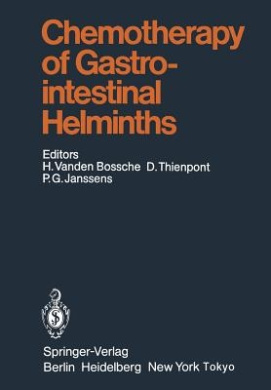 Chemotherapy
of Gastro-
intestinal
Helminths
Editors
H. Vanden Bossche D. Thienpont
P. G. Janssens
Springer-Verlag
Berlin Heidelberg New York Tokyo